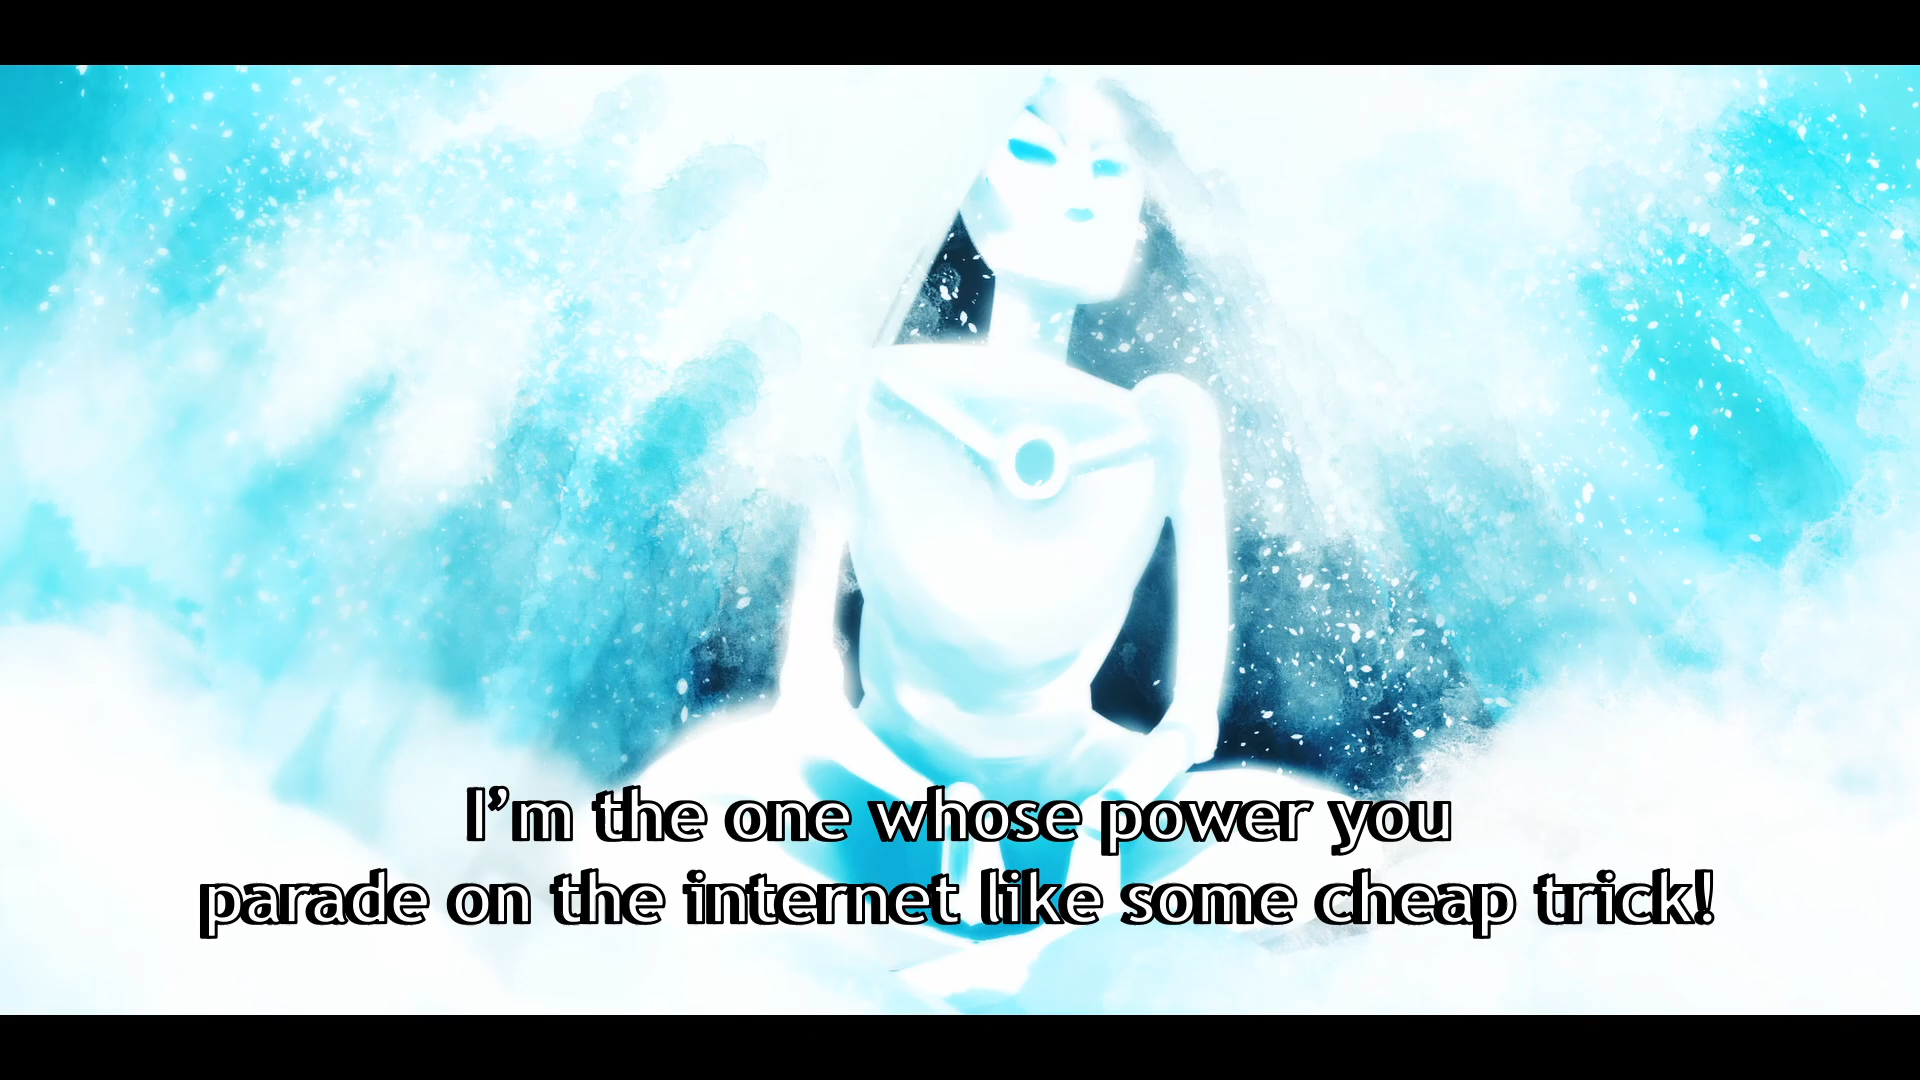 I’m the one whose power you
parade on the internet like some cheap trick!